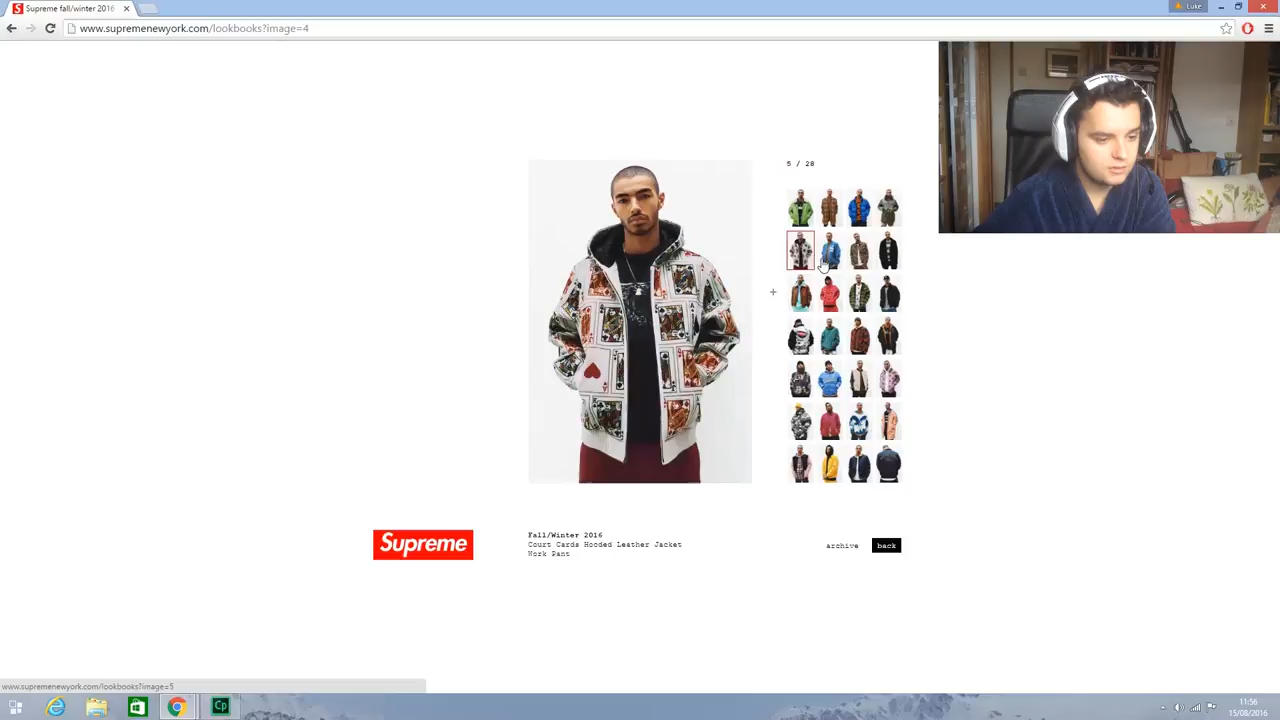 Supreme fall/winter 2016
Luke
www.supremenewyork.com/lookbooks?image=4
5 / 28
Supreme
Fall/Winter 2016
Court Cards Hooded Leather Jacket
Work Pant
archive
back
www.supremenewyork.com/lookbooks?image=5
Cp
11:56
15/08/2016